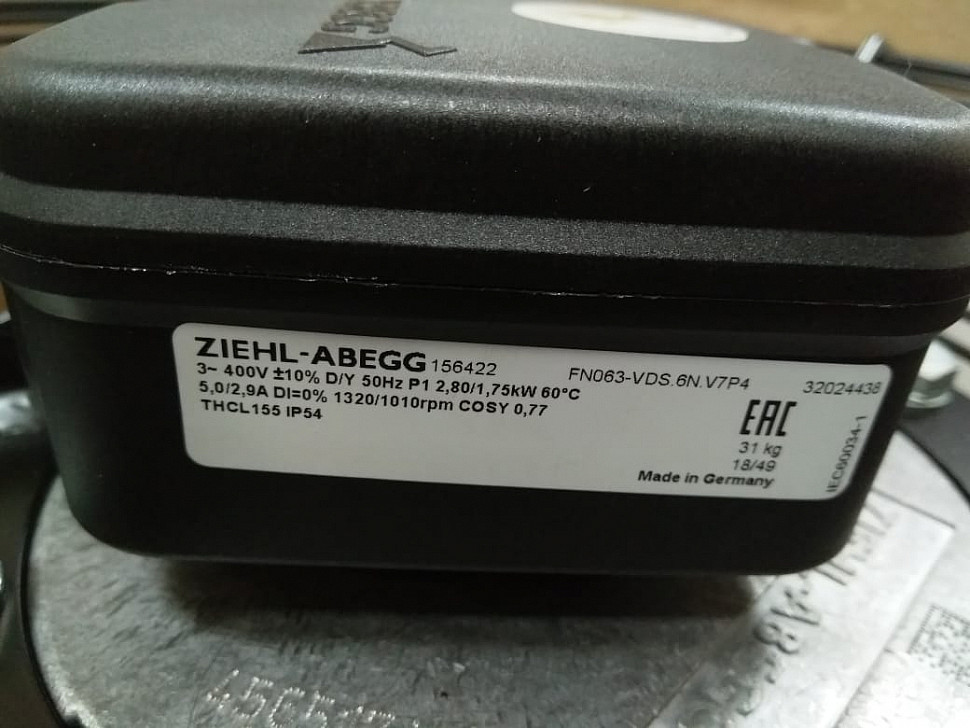 ZIEHL-ABEGG 156422 FN063-VDS.6N.V7P4 32024438
3~ 400V ±10% D/Y 50Hz P1 2,80/1,75kW 60°C
5,0/2,9A DI=0% 1320/1010rpm COSY 0,77
THCL155 IP54
EAC
31 kg
18/49
Made in Germany
IEC60034-1